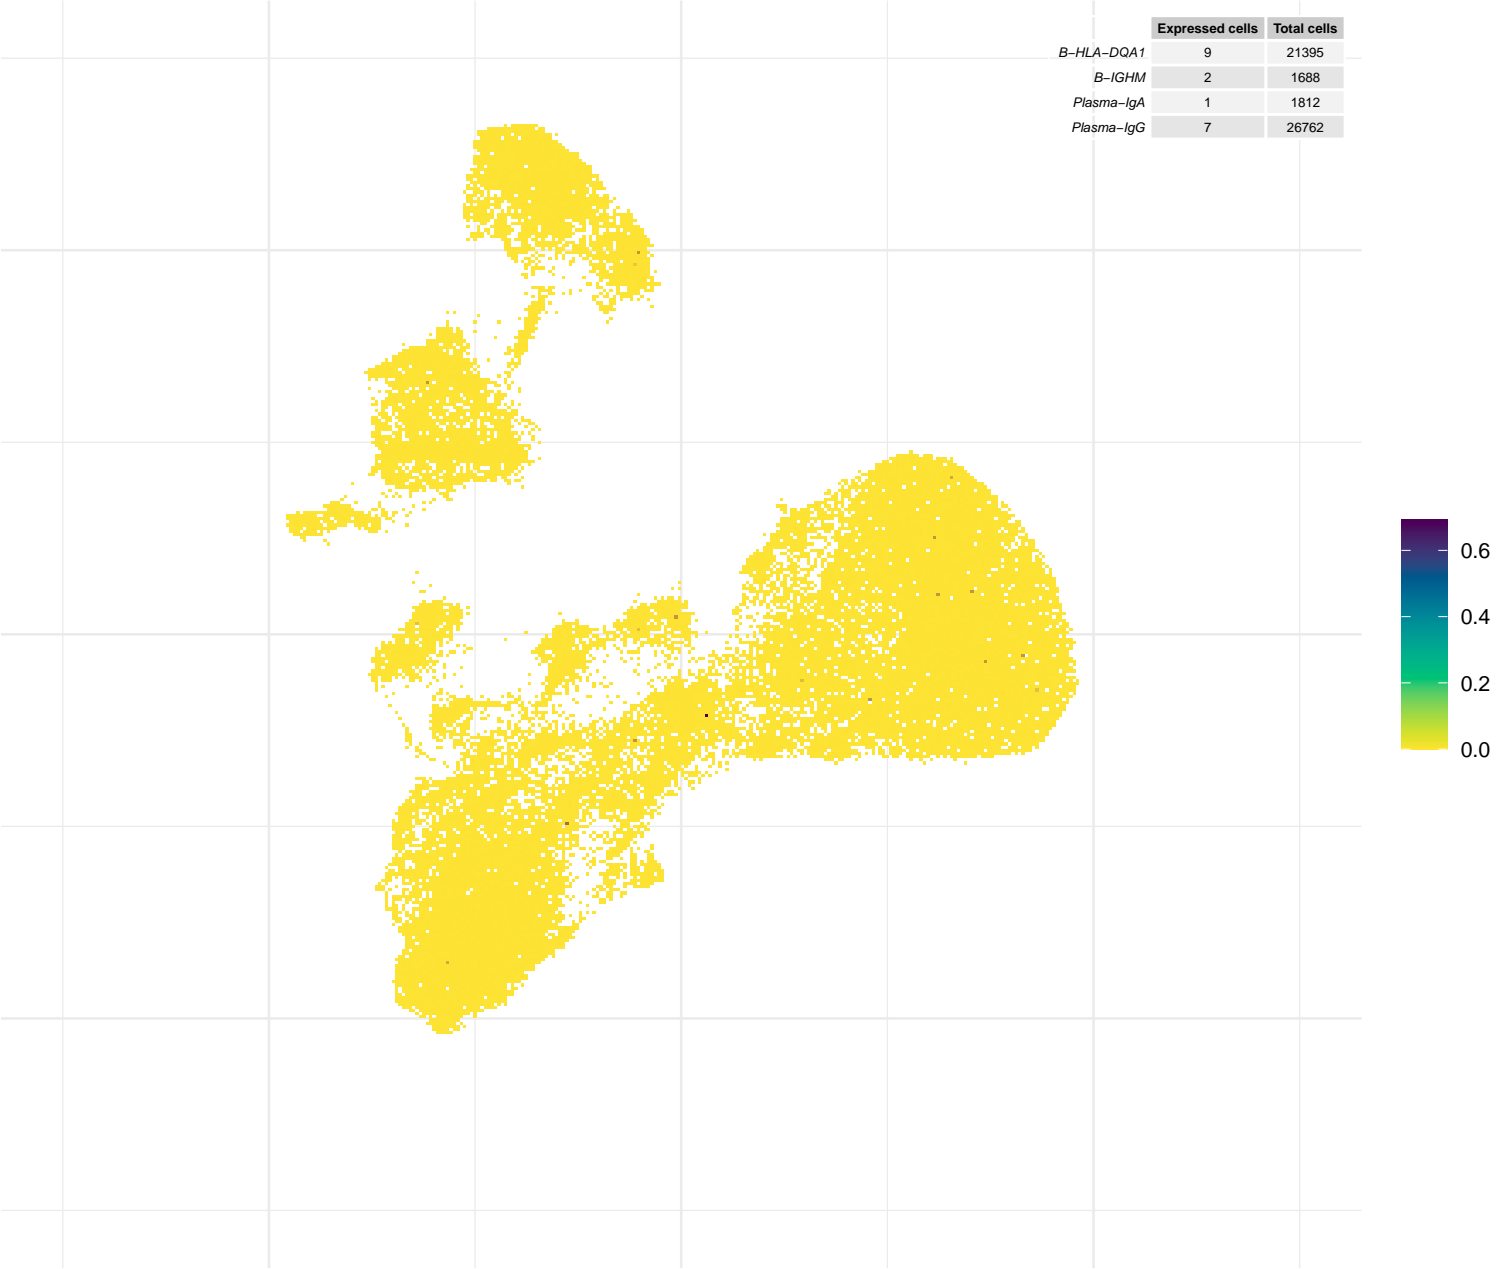 Expressed cells Total cells
B−HLA−DQA1 9 21395
B−IGHM 2 1688
Plasma−IgA 1 1812
Plasma−IgG 7 26762
0.6
0.4
0.2
0.0